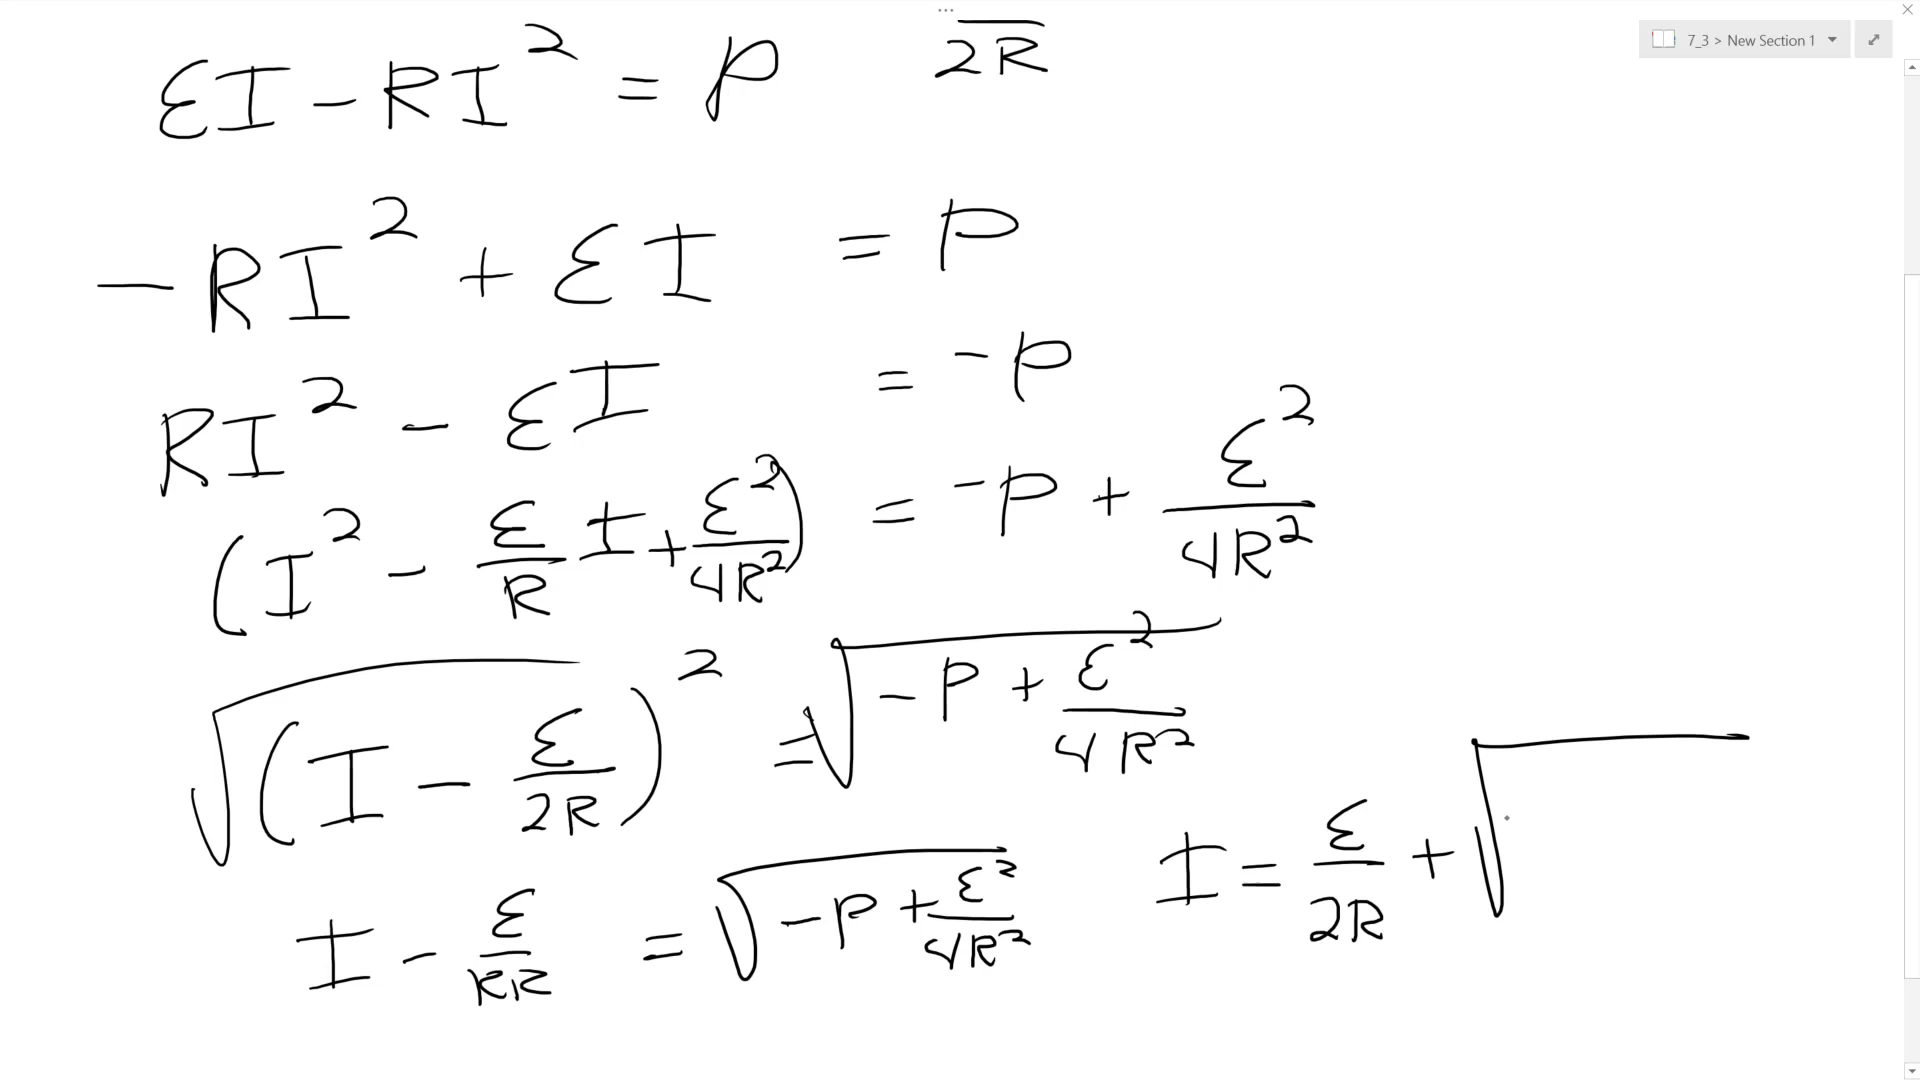 7_3 > New Section 1
εI - RI² = P
2R
-RI² + εI = P
RI² - εI = -P
(I² - ε/R I + ε²/4R²) = -P + ε²/4R²
√(I - ε/2R)² = √-P + ε²/4R²
I - ε/RR = √-P + ε²/4R²
I = ε/2R + √